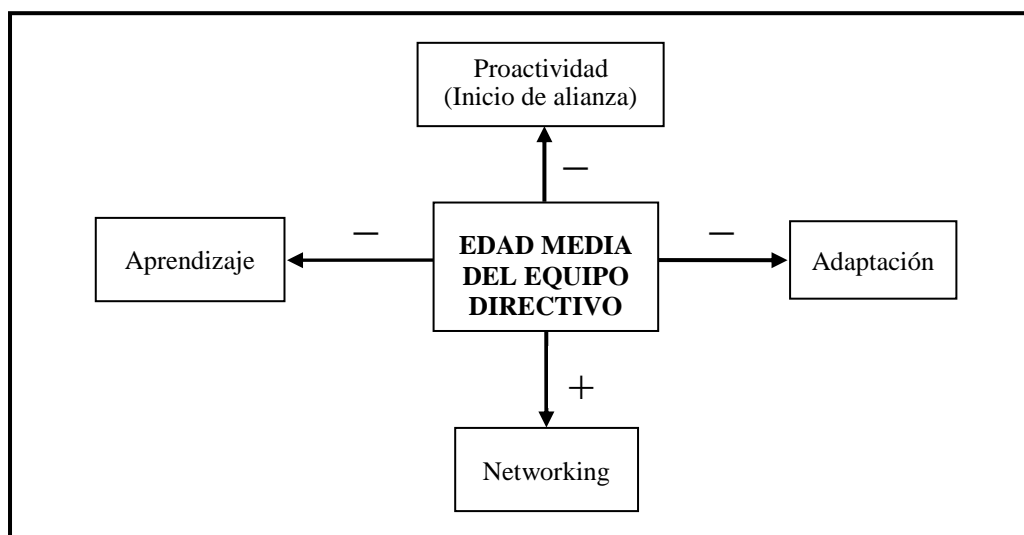 Proactividad
(Inicio de alianza)
−
Aprendizaje
−
EDAD MEDIA
DEL EQUIPO
DIRECTIVO
−
Adaptación
+
Networking